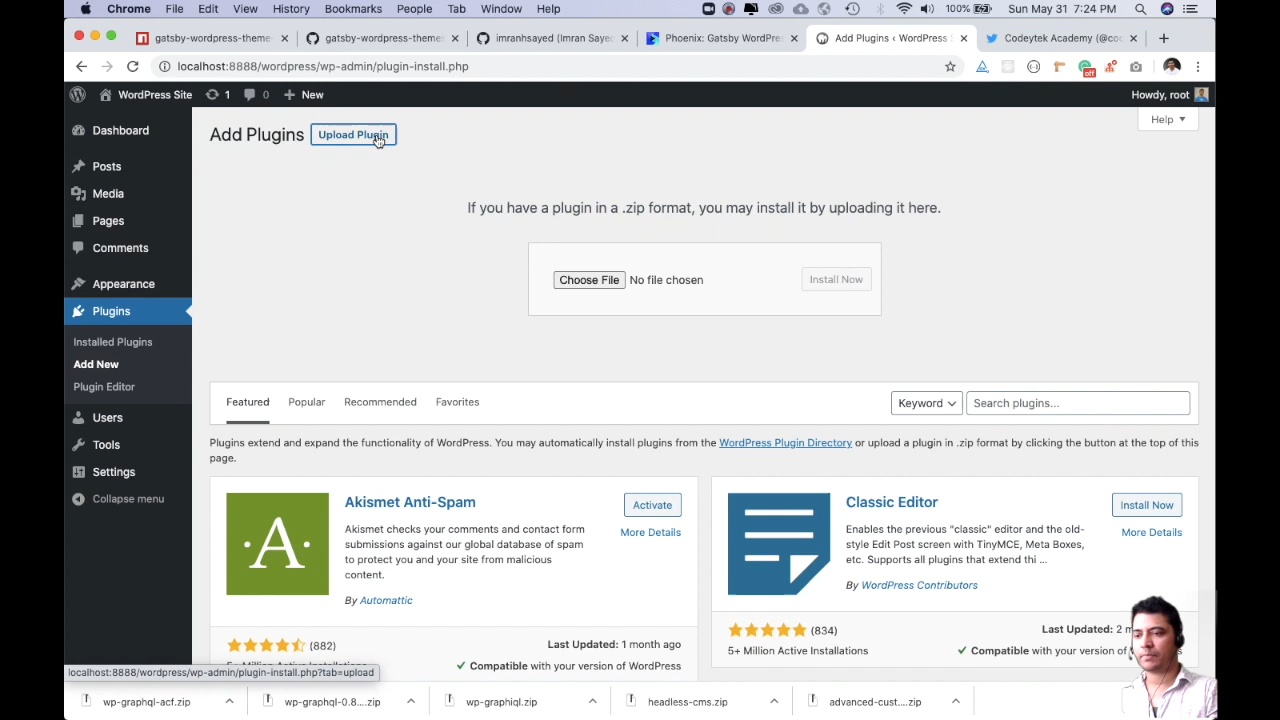 Chrome File Edit View History Bookmarks People Tab Window Help 100% Sun May 31 7:24 PM
gatsby-wordpress-theme gatsby-wordpress-themes imranhsayed (Imran Sayed Phoenix: Gatsby WordPre Add Plugins ‹ WordPress Codeytek Academy (@co
localhost:8888/wordpress/wp-admin/plugin-install.php
off
WordPress Site 1 0 New Howdy, root
Dashboard
Posts
Media
Pages
Comments
Appearance
Plugins
Installed Plugins
Add New
Plugin Editor
Users
Tools
Settings
Collapse menu
Add Plugins Upload Plugin
Help
If you have a plugin in a .zip format, you may install it by uploading it here.
Choose File No file chosen Install Now
Featured Popular Recommended Favorites Keyword Search plugins...
Plugins extend and expand the functionality of WordPress. You may automatically install plugins from the WordPress Plugin Directory or upload a plugin in .zip format by clicking the button at the top of this
page.
A
Akismet Anti-Spam
Activate
More Details
Akismet checks your comments and contact form
submissions against our global database of spam
to protect you and your site from malicious
content.
By Automattic
(882)
Last Updated: 1 month ago
Compatible with your version of WordPress
Classic Editor
Install Now
More Details
Enables the previous "classic" editor and the old-
style Edit Post screen with TinyMCE, Meta Boxes,
etc. Supports all plugins that extend thi ...
By WordPress Contributors
(834)
Last Updated: 2
5+ Million Active Installations
Compatible with your version of
localhost:8888/wordpress/wp-admin/plugin-install.php?tab=upload
wp-graphql-acf.zip wp-graphql-0.8....zip wp-graphiql.zip headless-cms.zip advanced-cust....zip